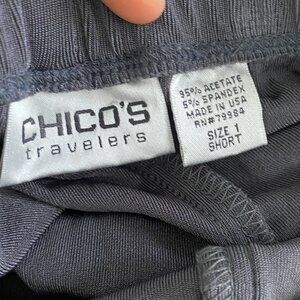 CHICO'S
travelers
95% ACETATE
5% SPANDEX
MADE IN USA
RN#79984
SIZE 1
SHORT